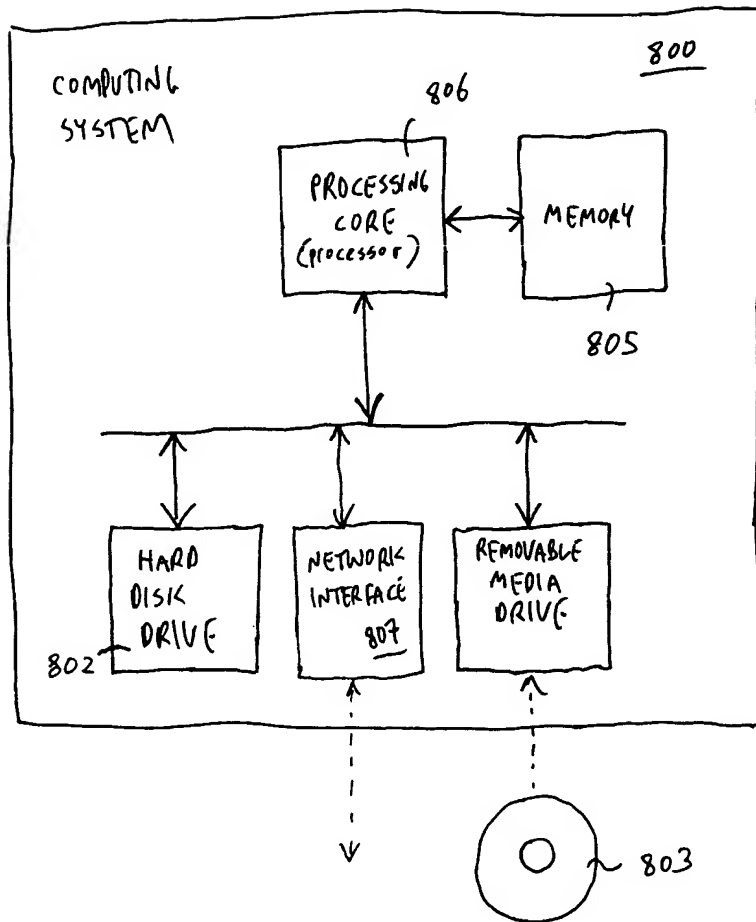 COMPUTING
SYSTEM
800
806
PROCESSING
CORE
(processor)
MEMORY
805
HARD
DISK
DRIVE
802
NETWORK
INTERFACE
807
REMOVABLE
MEDIA
DRIVE
803